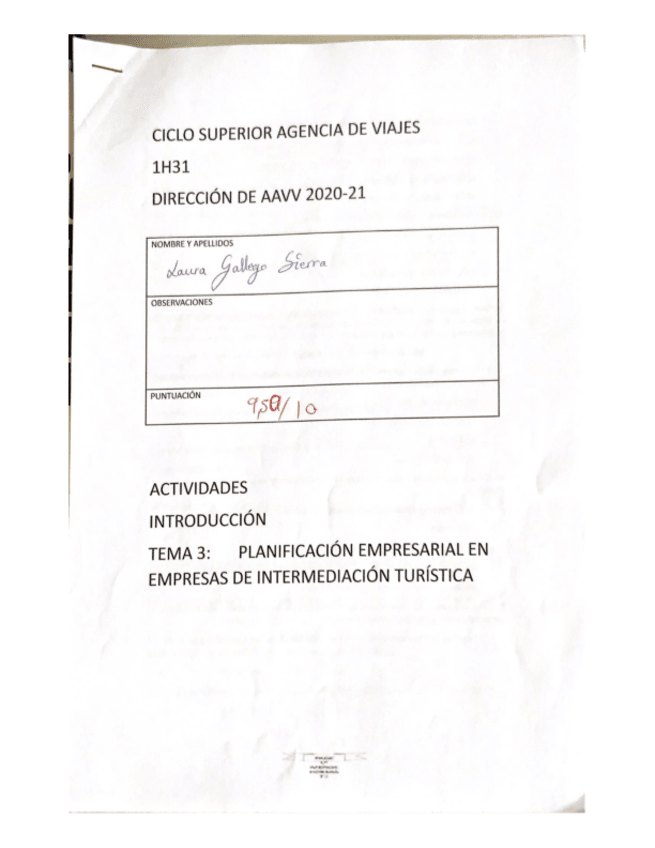 CICLO SUPERIOR AGENCIA DE VIAJES
1H31
DIRECCIÓN DE AAVV 2020-21
NOMBRE Y APELLIDOS
Laura Gallego Sierra
OBSERVACIONES
PUNTUACIÓN
9,50/10
ACTIVIDADES
INTRODUCCIÓN
TEMA 3: PLANIFICACIÓN EMPRESARIAL EN
EMPRESAS DE INTERMEDIACIÓN TURÍSTICA